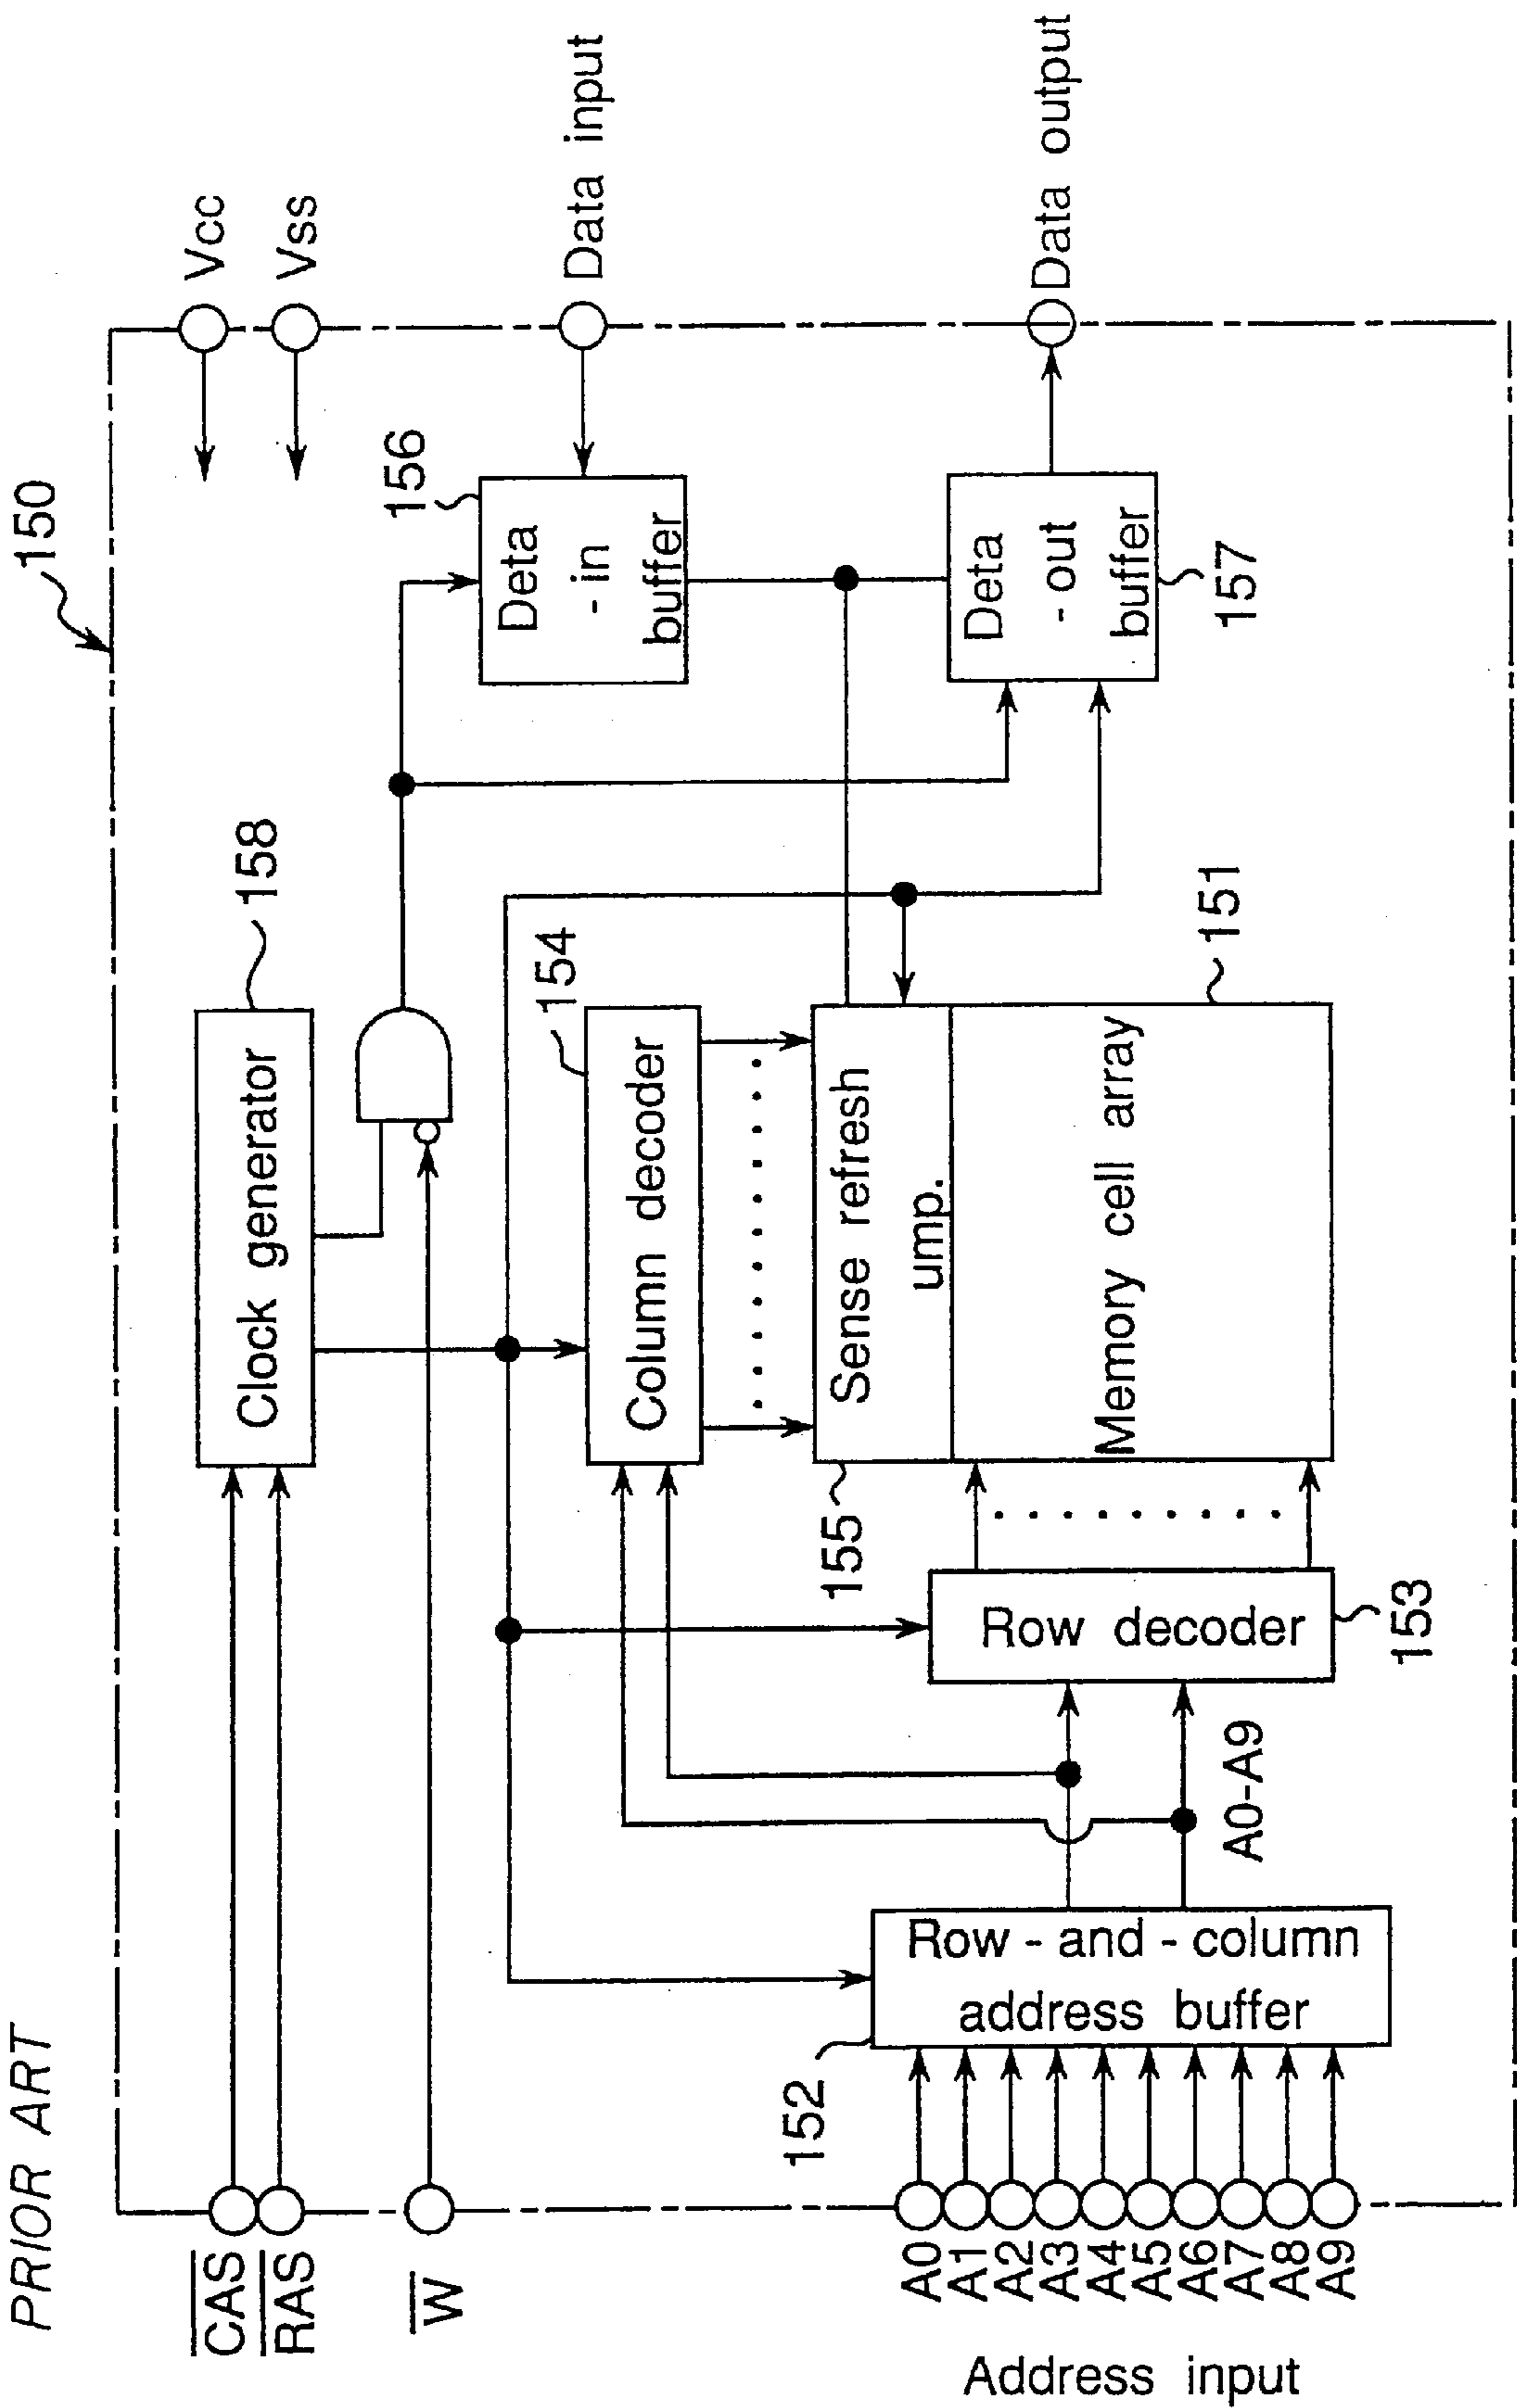 PRIOR ART
150
CAS
RAS
W
Vcc
Vss
Clock generator
158
156
Data input
Deta
- in
buffer
154
Column decoder
155
Sense refresh
ump.
Memory cell array
151
Deta
- out
buffer
157
Data output
Row decoder
153
A0-A9
152
Row - and - column
address buffer
A0
A1
A2
A3
A4
A5
A6
A7
A8
A9
Address input